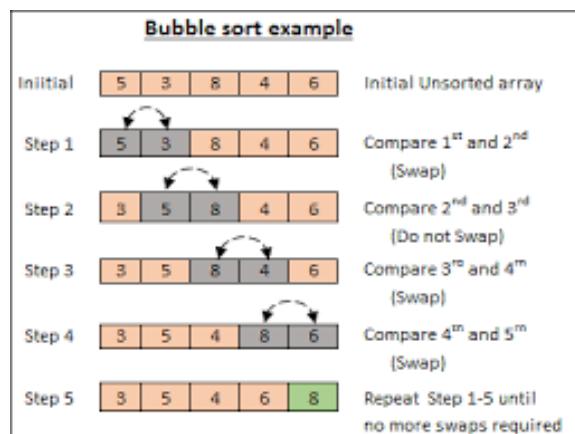 Bubble sort example
Iniitial 5 3 8 4 6 Initial Unsorted array
Step 1 5 3 8 4 6 Compare 1st and 2nd
(Swap)
Step 2 3 5 8 4 6 Compare 2nd and 3rd
(Do not Swap)
Step 3 3 5 8 4 6 Compare 3rd and 4th
(Swap)
Step 4 3 5 4 8 6 Compare 4th and 5th
(Swap)
Step 5 3 5 4 6 8 Repeat Step 1-5 until
no more swaps required